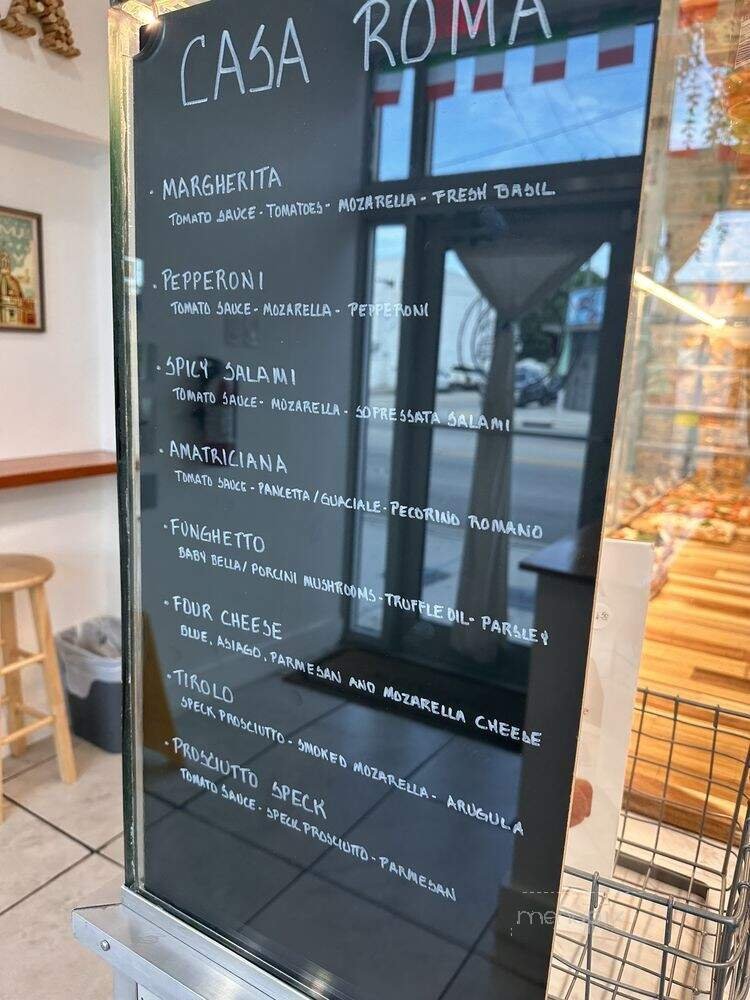 CASA ROMA
· MARGHERITA
TOMATO SAUCE - TOMATOES - MOZARELLA - FRESH BASIL
· PEPPERONI
TOMATO SAUCE - MOZARELLA - PEPPERONI
· SPICY SALAMI
TOMATO SAUCE - MOZARELLA - SOPRESSATA SALAMI
· AMATRICIANA
TOMATO SAUCE - PANCETTA / GUACIALE - PECORINO ROMANO
· FUNGHETTO
BABY BELLA / PORCINI MUSHROOMS - TRUFFLE OIL - PARSLEY
· FOUR CHEESE
BLUE, ASIAGO, PARMESAN AND MOZARELLA CHEESE
· TIROLO
SPECK PROSCIUTTO - SMOKED MOZARELLA - ARUGULA
· PROSCIUTTO SPECK
TOMATO SAUCE - SPECK PROSCIUTTO - PARMESAN